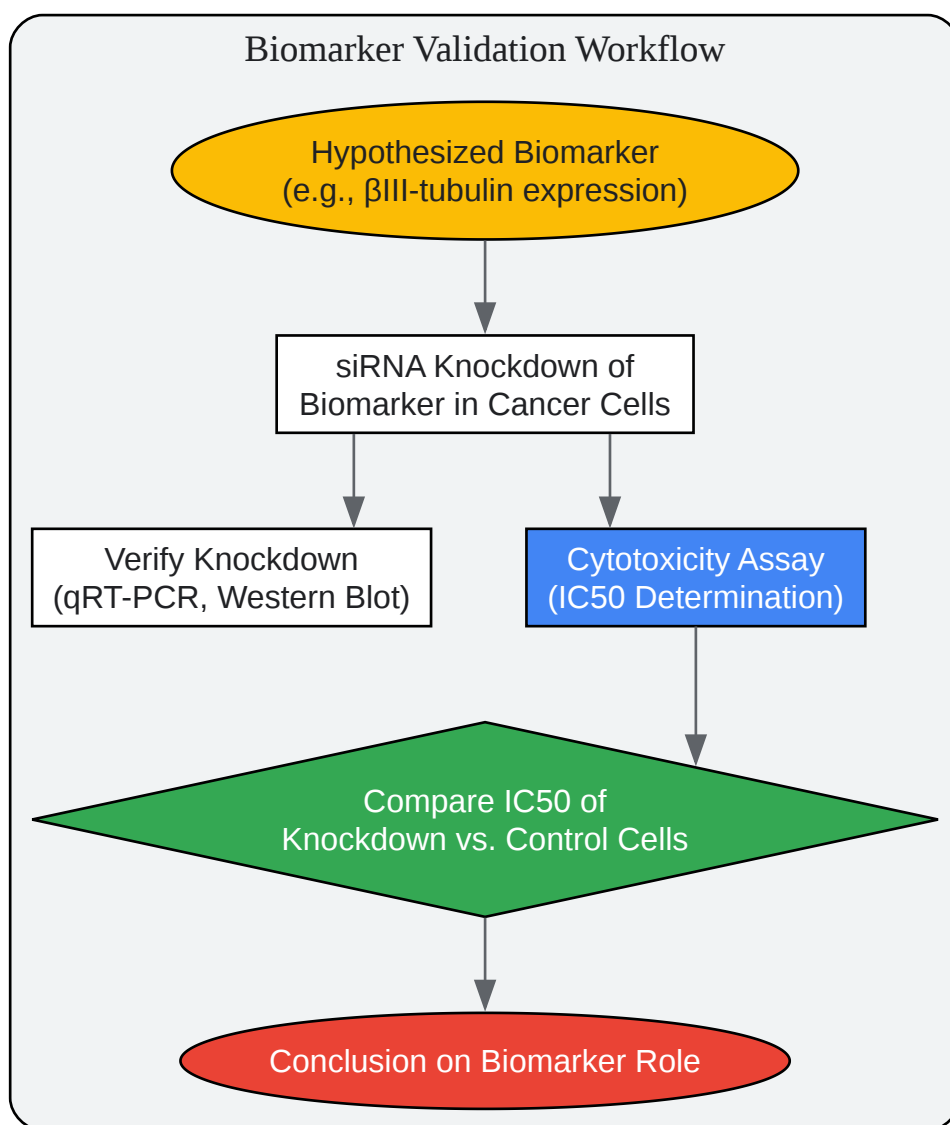 Biomarker Validation Workflow
Hypothesized Biomarker
(e.g., βIII-tubulin expression)
siRNA Knockdown of
Biomarker in Cancer Cells
Verify Knockdown
(qRT-PCR, Western Blot)
Cytotoxicity Assay
(IC50 Determination)
Compare IC50 of
Knockdown vs. Control Cells
Conclusion on Biomarker Role